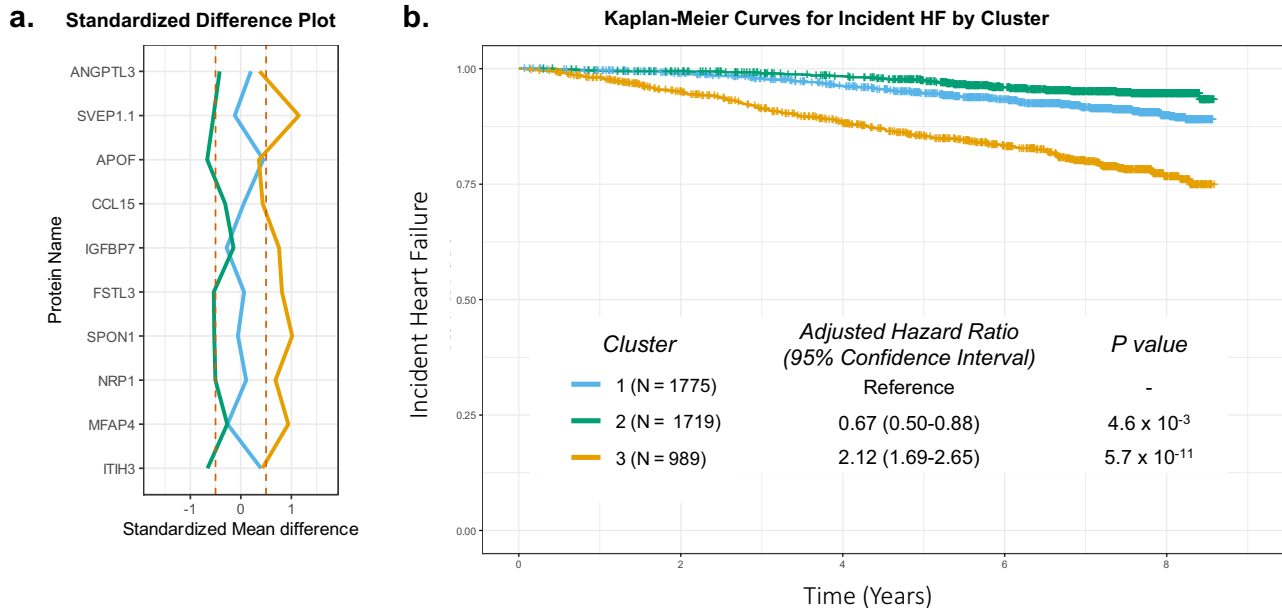 a.
Standardized Difference Plot
Protein Name
ANGPTL3
SVEP1.1
APOF
CCL15
IGFBP7
FSTL3
SPON1
NRP1
MFAP4
ITIH3
-1 0 1
Standardized Mean difference
b.
Kaplan-Meier Curves for Incident HF by Cluster
Incident Heart Failure
1.00
0.75
0.50
0.25
0.00
Cluster Adjusted Hazard Ratio (95% Confidence Interval) P value
1 (N = 1775) Reference -
2 (N = 1719) 0.67 (0.50-0.88) 4.6 x 10-3
3 (N = 989) 2.12 (1.69-2.65) 5.7 x 10-11
0 2 4 6 8
Time (Years)